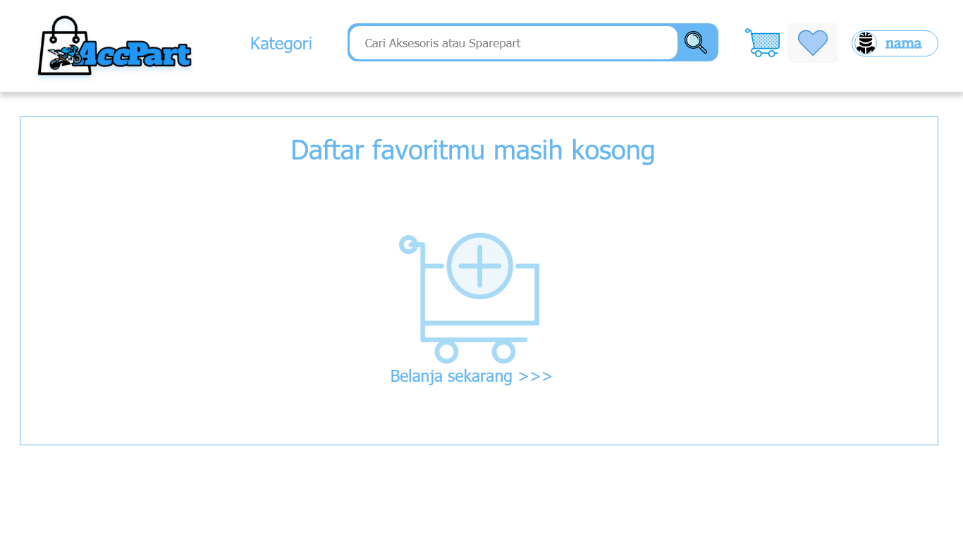 AccPart
Kategori
Cari Aksesoris atau Sparepart
nama
Daftar favoritmu masih kosong
Belanja sekarang >>>